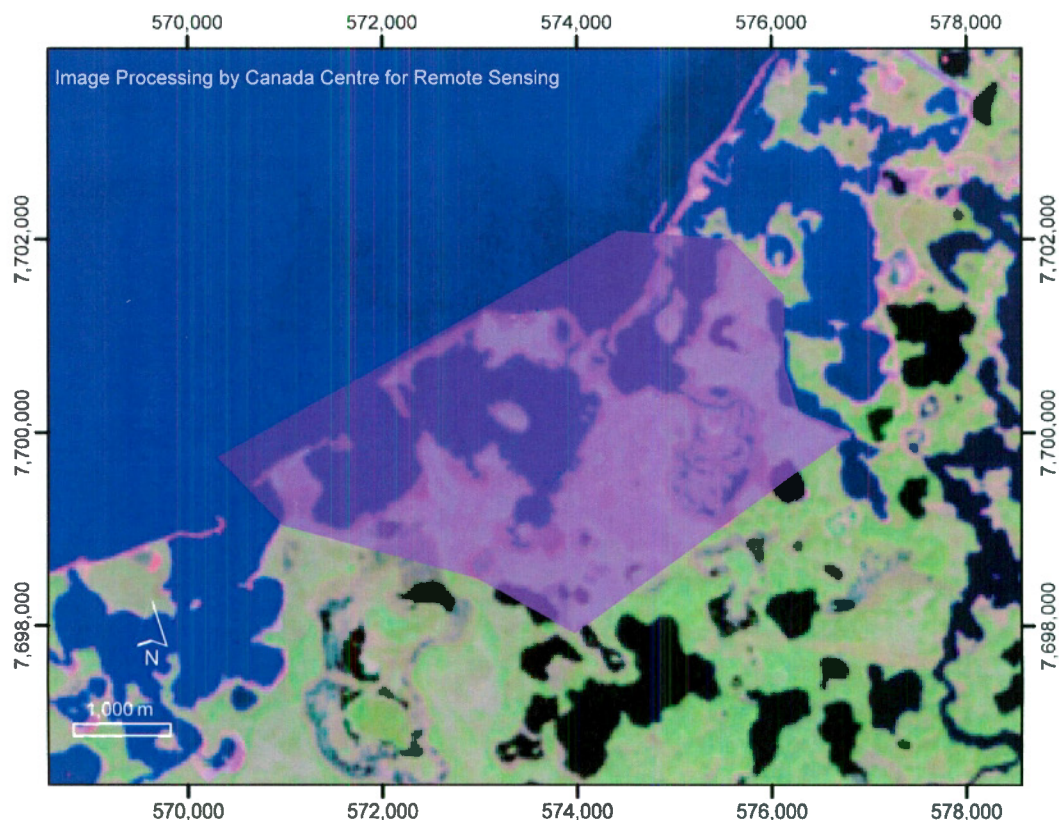 570,000 572,000 574,000 576,000 578,000
Image Processing by Canada Centre for Remote Sensing
7,702,000 7,702,000
7,700,000 7,700,000
7,698,000 7,698,000
N
1,000 m
570,000 572,000 574,000 576,000 578,000